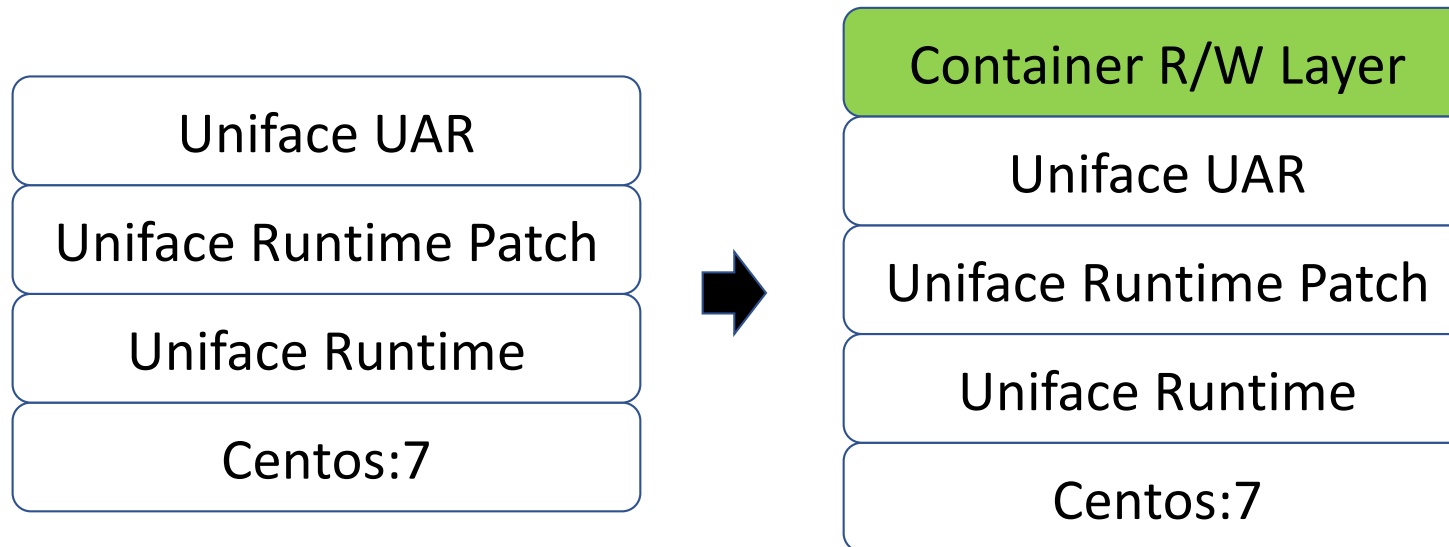 Uniface UAR
Uniface Runtime Patch
Uniface Runtime
Centos:7
Container R/W Layer
Uniface UAR
Uniface Runtime Patch
Uniface Runtime
Centos:7